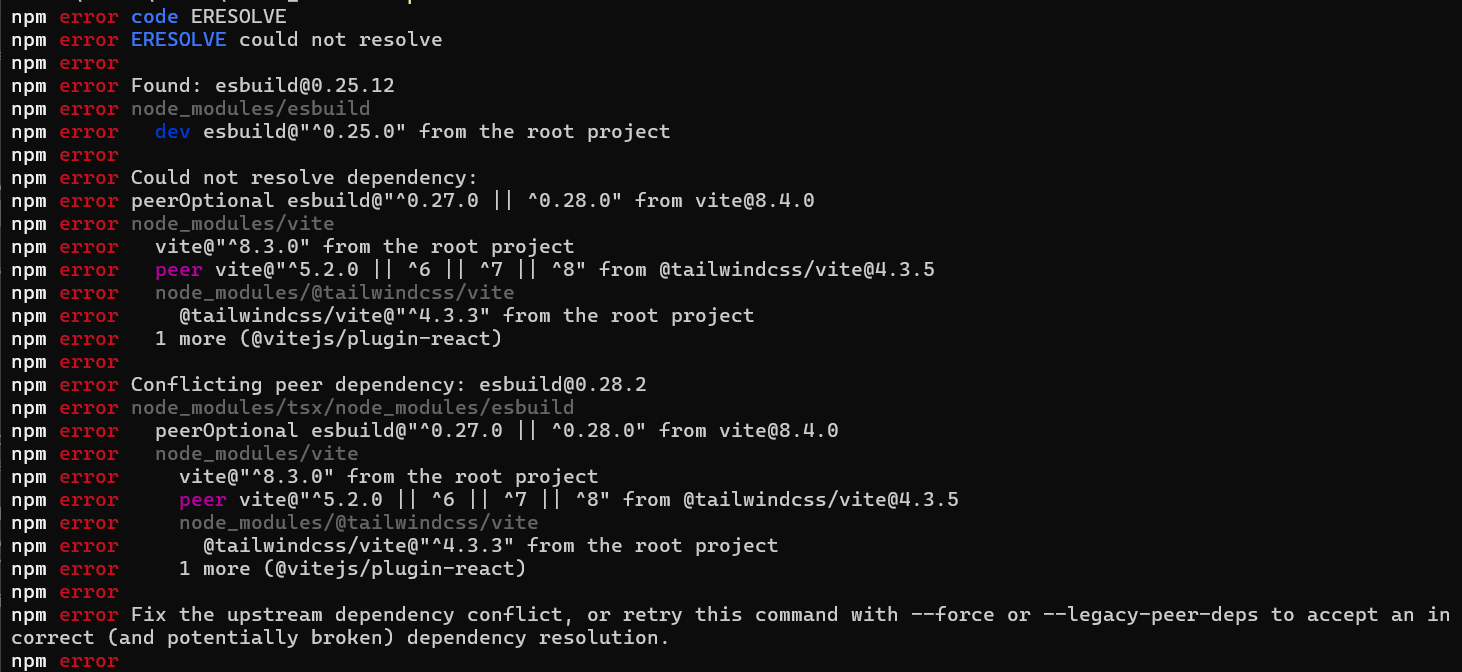 npm error code ERESOLVE
npm error ERESOLVE could not resolve
npm error
npm error Found: esbuild@0.25.12
npm error node_modules/esbuild
npm error   dev esbuild@"^0.25.0" from the root project
npm error
npm error Could not resolve dependency:
npm error peerOptional esbuild@"^0.27.0 || ^0.28.0" from vite@8.4.0
npm error node_modules/vite
npm error   vite@"^8.3.0" from the root project
npm error   peer vite@"^5.2.0 || ^6 || ^7 || ^8" from @tailwindcss/vite@4.3.5
npm error   node_modules/@tailwindcss/vite
npm error     @tailwindcss/vite@"^4.3.3" from the root project
npm error   1 more (@vitejs/plugin-react)
npm error
npm error Conflicting peer dependency: esbuild@0.28.2
npm error node_modules/tsx/node_modules/esbuild
npm error   peerOptional esbuild@"^0.27.0 || ^0.28.0" from vite@8.4.0
npm error   node_modules/vite
npm error     vite@"^8.3.0" from the root project
npm error     peer vite@"^5.2.0 || ^6 || ^7 || ^8" from @tailwindcss/vite@4.3.5
npm error     node_modules/@tailwindcss/vite
npm error       @tailwindcss/vite@"^4.3.3" from the root project
npm error     1 more (@vitejs/plugin-react)
npm error
npm error Fix the upstream dependency conflict, or retry this command with --force or --legacy-peer-deps to accept an in
correct (and potentially broken) dependency resolution.
npm error